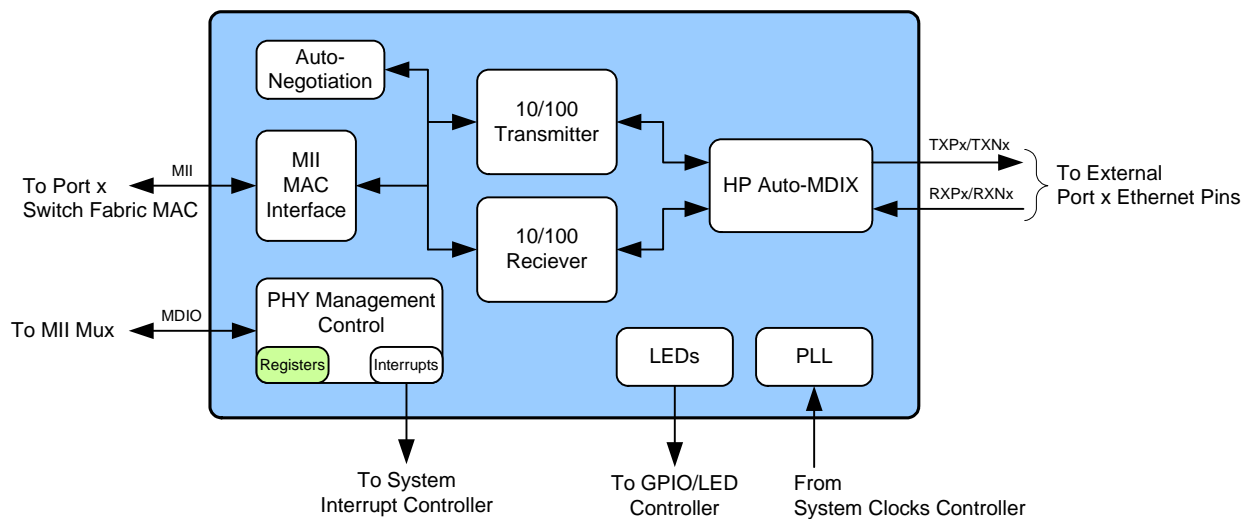 Auto-
Negotiation
10/100
Transmitter
MII
MAC
Interface
MII
To Port x
Switch Fabric MAC
HP Auto-MDIX
TXPx/TXNx
RXPx/RXNx
To External
Port x Ethernet Pins
10/100
Reciever
PHY Management
Control
Registers
Interrupts
MDIO
To MII Mux
LEDs
PLL
To System
Interrupt Controller
To GPIO/LED
Controller
From
System Clocks Controller